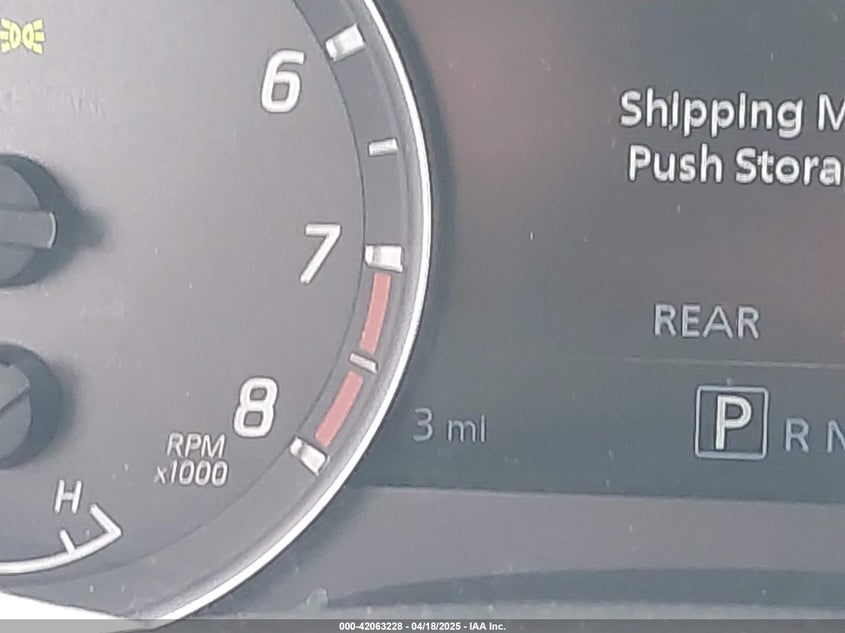 6
Shipping M
Push Stora
7
REAR
8
3 mi
P R N
RPM
x1000
H
000-42063228 - 04/18/2025 - IAA Inc.